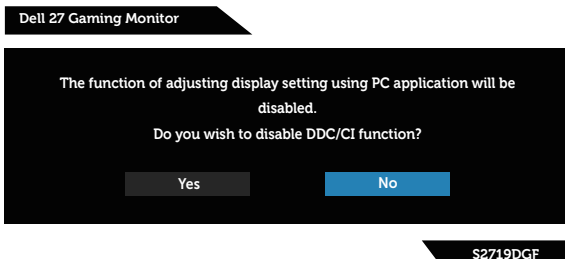 Dell 27 Gaming Monitor
The function of adjusting display setting using PC application will be
disabled.
Do you wish to disable DDC/CI function?
Yes
No
S2719DGF